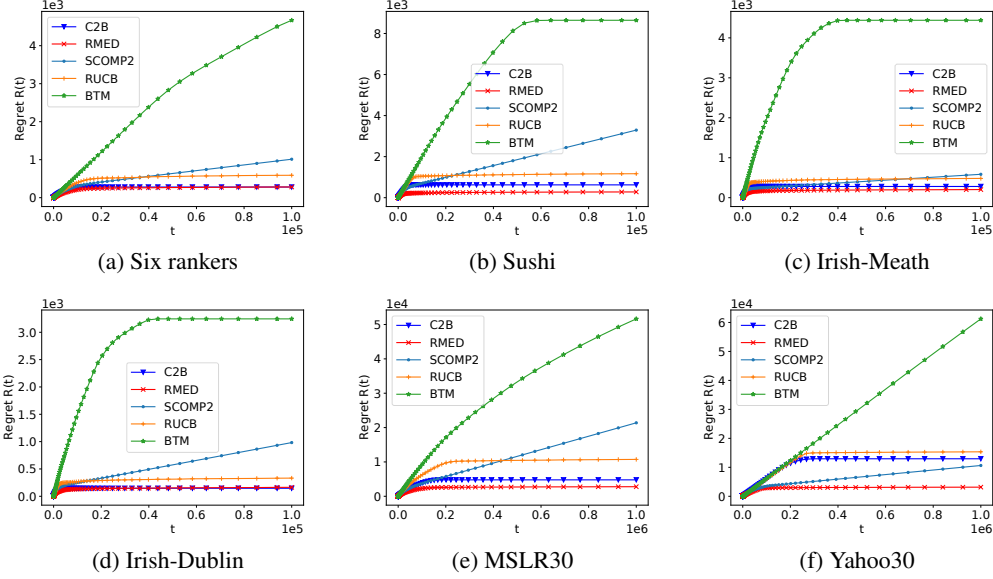 1e3
4
3
2
1
0
Regret R(t)
C2B
RMED
SCOMP2
RUCB
BTM
0.0 0.2 0.4 0.6 0.8 1.0
t
1e5
(a) Six rankers
1e3
8
6
4
2
0
Regret R(t)
C2B
RMED
SCOMP2
RUCB
BTM
0.0 0.2 0.4 0.6 0.8 1.0
t
1e5
(b) Sushi
1e3
4
3
2
1
0
Regret R(t)
C2B
RMED
SCOMP2
RUCB
BTM
0.0 0.2 0.4 0.6 0.8 1.0
t
1e5
(c) Irish-Meath
1e3
3.0
2.5
2.0
1.5
1.0
0.5
0.0
Regret R(t)
C2B
RMED
SCOMP2
RUCB
BTM
0.0 0.2 0.4 0.6 0.8 1.0
t
1e5
(d) Irish-Dublin
1e4
5
4
3
2
1
0
Regret R(t)
C2B
RMED
SCOMP2
RUCB
BTM
0.0 0.2 0.4 0.6 0.8 1.0
t
1e6
(e) MSLR30
1e4
6
5
4
3
2
1
0
Regret R(t)
C2B
RMED
SCOMP2
RUCB
BTM
0.0 0.2 0.4 0.6 0.8 1.0
t
1e6
(f) Yahoo30